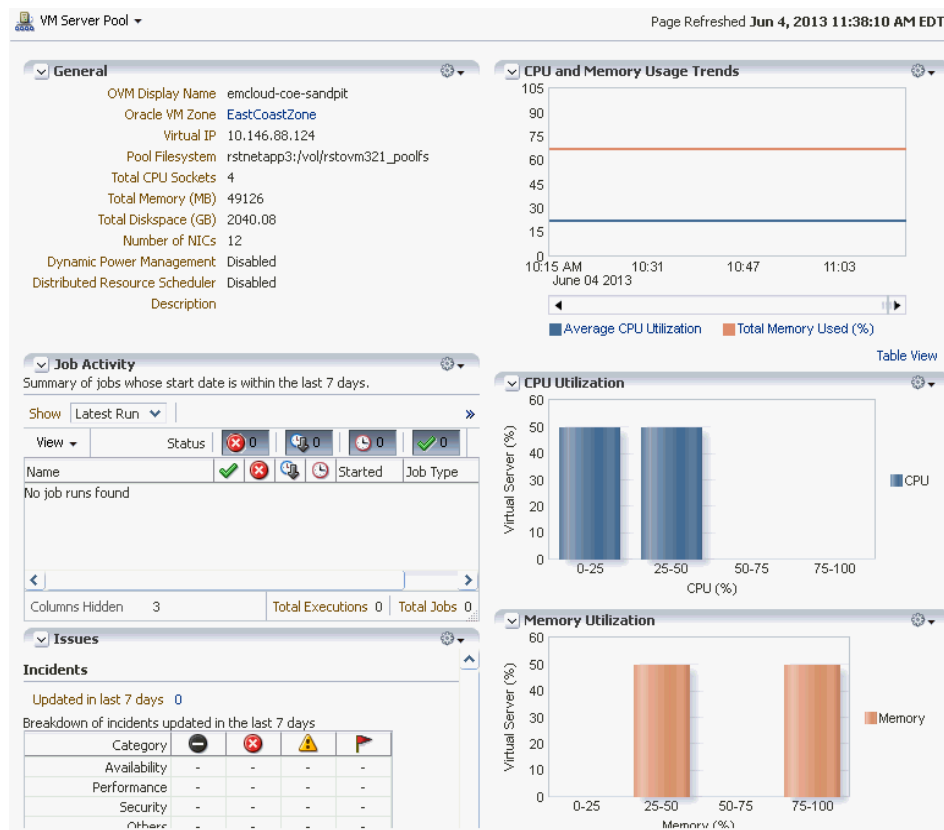 VM Server Pool
Page Refreshed Jun 4, 2013 11:38:10 AM EDT
General
OVM Display Name emcloud-coe-sandpit
Oracle VM Zone EastCoastZone
Virtual IP 10.146.88.124
Pool Filesystem rstnetapp3:/vol/rstovm321_poolfs
Total CPU Sockets 4
Total Memory (MB) 49126
Total Diskspace (GB) 2040.08
Number of NICs 12
Dynamic Power Management Disabled
Distributed Resource Scheduler Disabled
Description
Job Activity
Summary of jobs whose start date is within the last 7 days.
Show Latest Run »
View Status 0 0 0 0
Name Started Job Type
No job runs found
Columns Hidden 3 Total Executions 0 Total Jobs 0
Issues
Incidents
Updated in last 7 days 0
Breakdown of incidents updated in the last 7 days
Category
Availability - - - -
Performance - - - -
Security - - - -
Others - - - -
CPU and Memory Usage Trends
105
90
75
60
45
30
15
0
10:15 AM 10:31 10:47 11:03
June 04 2013
Average CPU Utilization Total Memory Used (%)
Table View
CPU Utilization
60
50
40
30
20
10
0
Virtual Server (%)
0-25 25-50 50-75 75-100
CPU (%)
CPU
Memory Utilization
60
50
40
30
20
10
0
Virtual Server (%)
0-25 25-50 50-75 75-100
Memory (%)
Memory